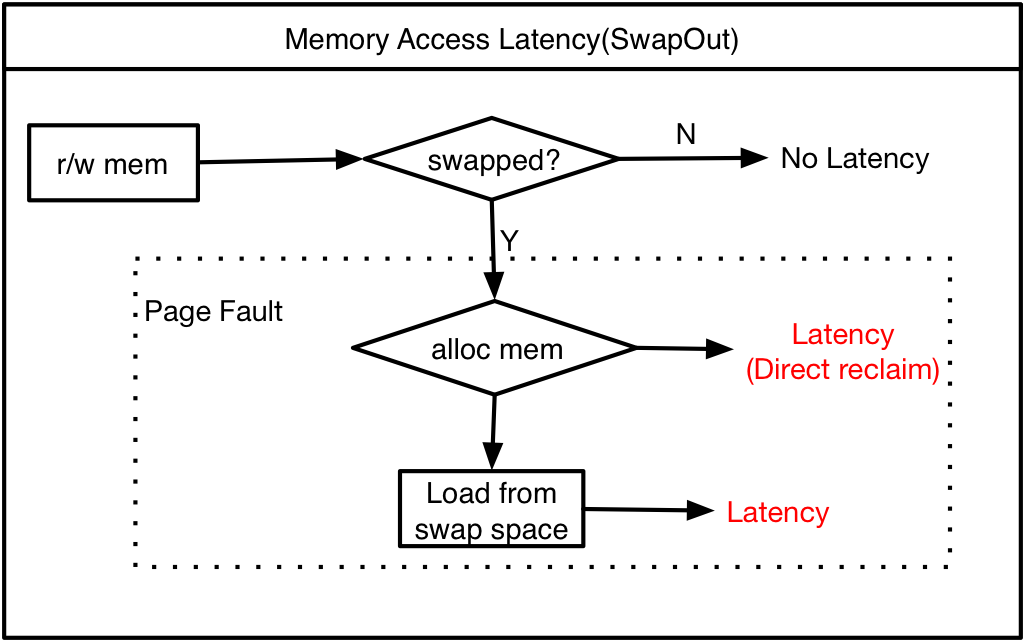 Memory Access Latency(SwapOut)
r/w mem
swapped?
N
No Latency
Y
Page Fault
alloc mem
Latency
(Direct reclaim)
Load from
swap space
Latency